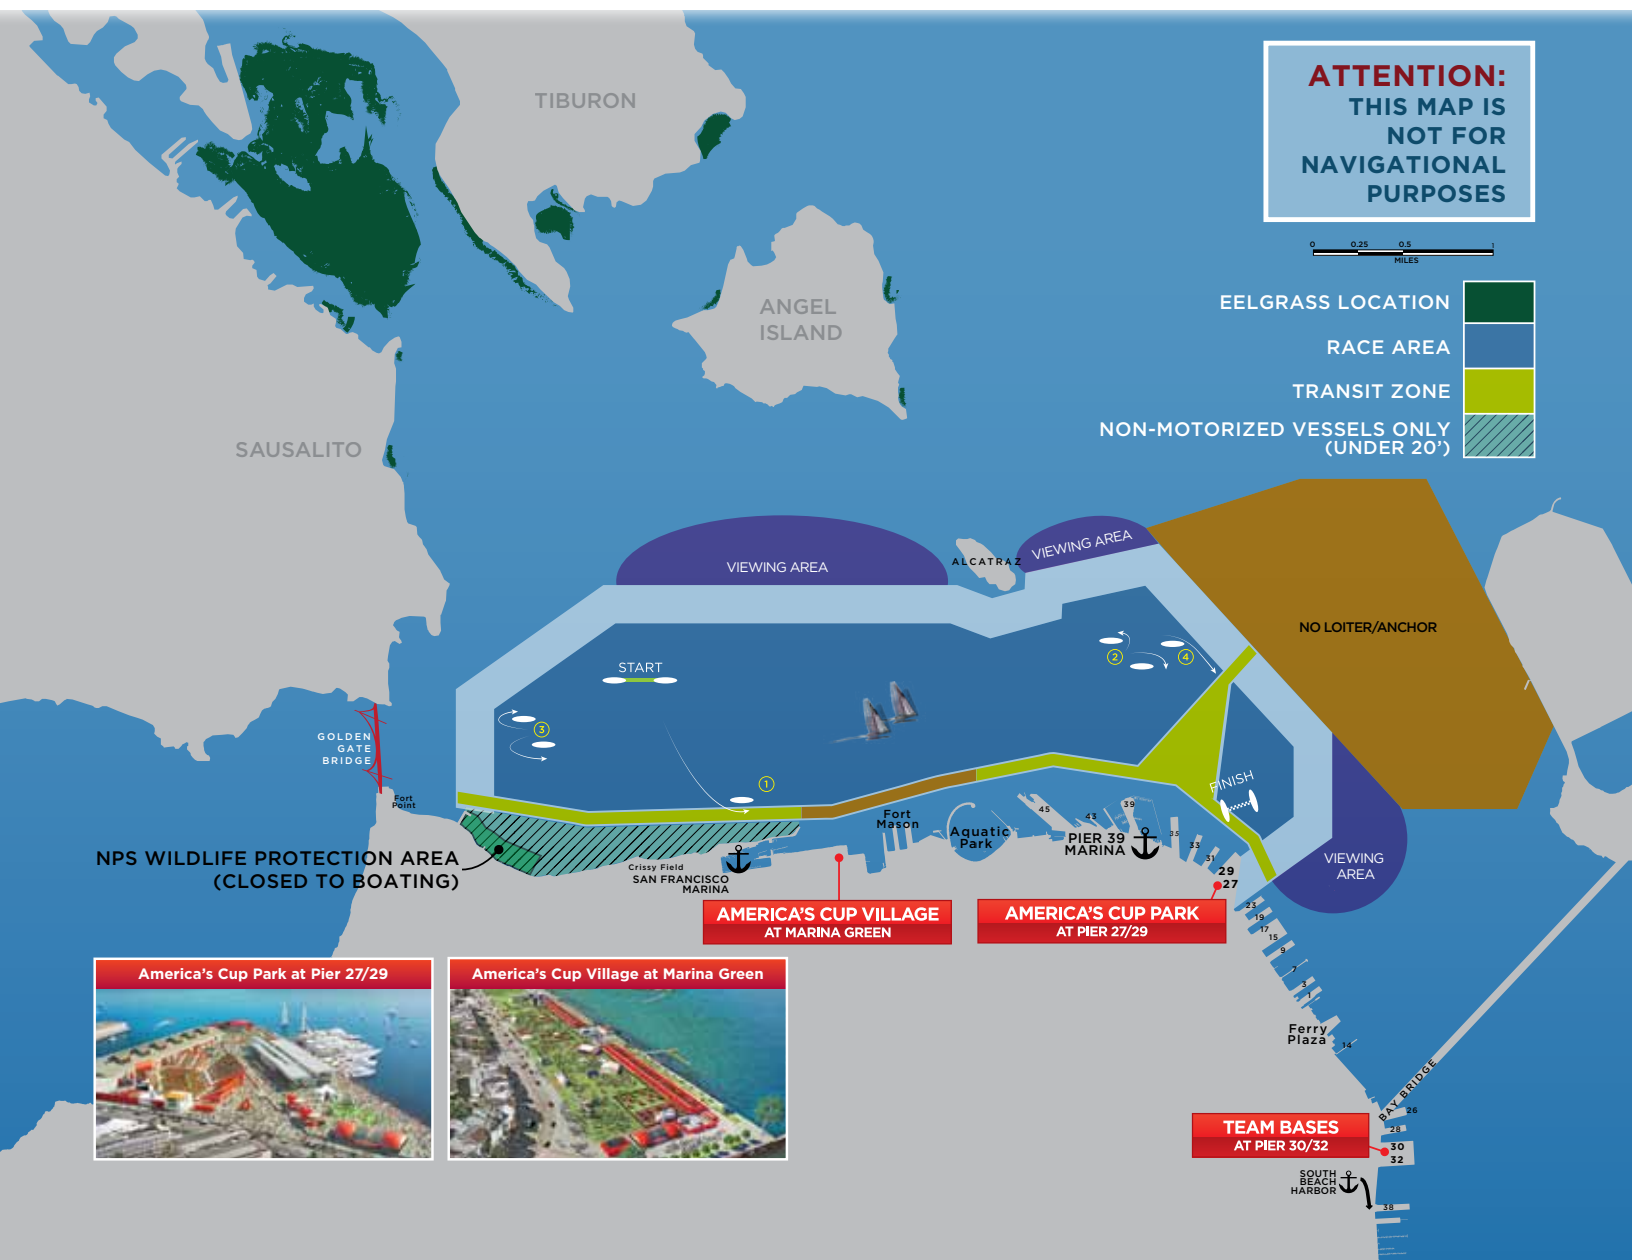 ATTENTION:
THIS MAP IS
NOT FOR
NAVIGATIONAL
PURPOSES
0
0.25
0.5
1
MILES
EELGRASS LOCATION
RACE AREA
TRANSIT ZONE
NON-MOTORIZED VESSELS ONLY
(UNDER 20’)
TIBURON
ANGEL
ISLAND
SAUSALITO
VIEWING AREA
ALCATRAZ
VIEWING AREA
NO LOITER/ANCHOR
START
2
4
3
1
FINISH
GOLDEN
GATE
BRIDGE
Fort
Point
NPS WILDLIFE PROTECTION AREA
(CLOSED TO BOATING)
Crissy Field
SAN FRANCISCO
MARINA
Fort
Mason
Aquatic
Park
45
43
39
PIER 39
MARINA
35
33
31
29
27
VIEWING
AREA
AMERICA’S CUP VILLAGE
AT MARINA GREEN
AMERICA’S CUP PARK
AT PIER 27/29
23
19
17
15
9
7
3
1
Ferry
Plaza
14
America’s Cup Park at Pier 27/29
America’s Cup Village at Marina Green
BAY BRIDGE
26
28
30
32
TEAM BASES
AT PIER 30/32
SOUTH
BEACH
HARBOR
38